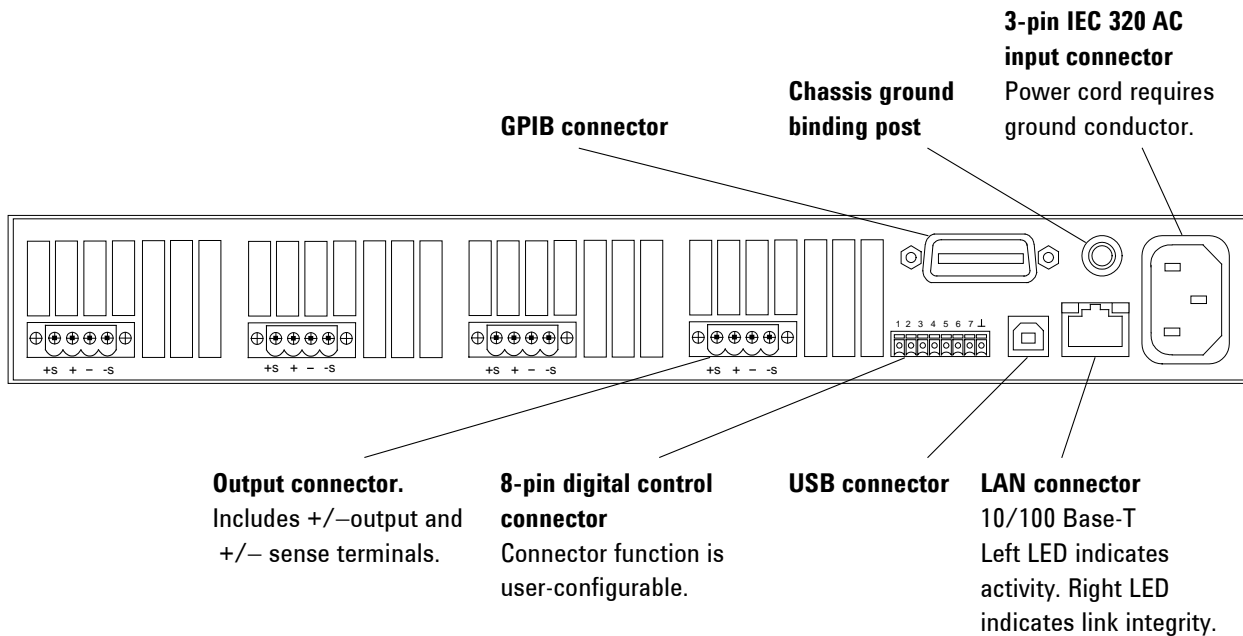 3-pin IEC 320 AC
input connector
Power cord requires
ground conductor.
Chassis ground
binding post
GPIB connector
1 2 3 4 5 6 7 ⊥
+s + – -s
+s + – -s
+s + – -s
+s + – -s
Output connector.
Includes +/–output and
+/– sense terminals.
8-pin digital control
connector
Connector function is
user-configurable.
USB connector
LAN connector
10/100 Base-T
Left LED indicates
activity. Right LED
indicates link integrity.